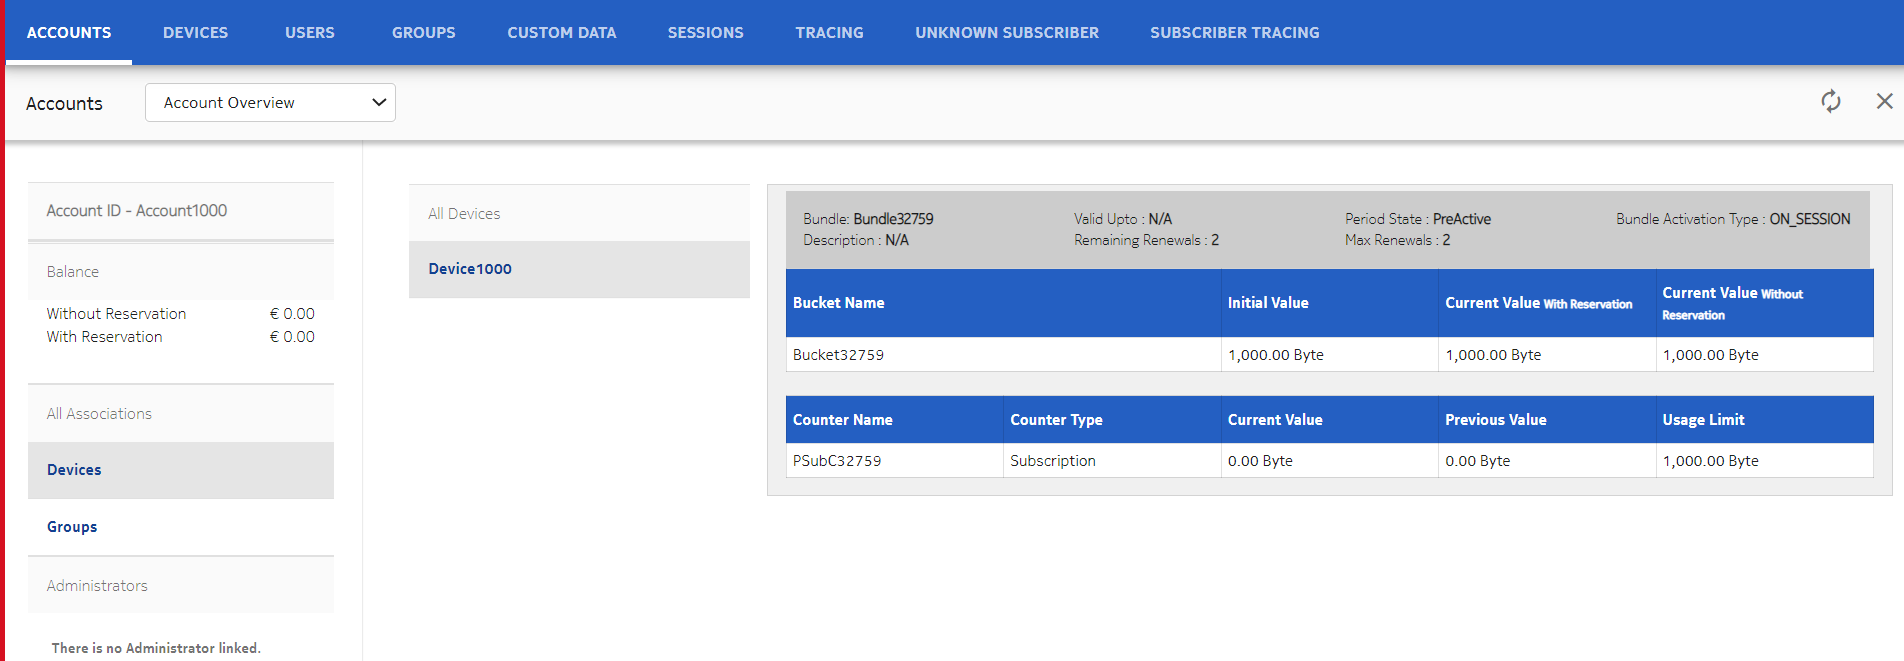 ACCOUNTS DEVICES USERS GROUPS CUSTOM DATA SESSIONS TRACING UNKNOWN SUBSCRIBER SUBSCRIBER TRACING
Accounts Account Overview
Account ID - Account1000
Balance
Without Reservation € 0.00
With Reservation € 0.00
All Associations
Devices
Groups
Administrators
There is no Administrator linked.
All Devices
Device1000
Bundle: Bundle32759 Valid Upto : N/A Period State : PreActive Bundle Activation Type : ON_SESSION
Description : N/A Remaining Renewals : 2 Max Renewals : 2
Bucket Name Initial Value Current Value With Reservation Current Value Without
Reservation
Bucket32759 1,000.00 Byte 1,000.00 Byte 1,000.00 Byte
Counter Name Counter Type Current Value Previous Value Usage Limit
PSubC32759 Subscription 0.00 Byte 0.00 Byte 1,000.00 Byte